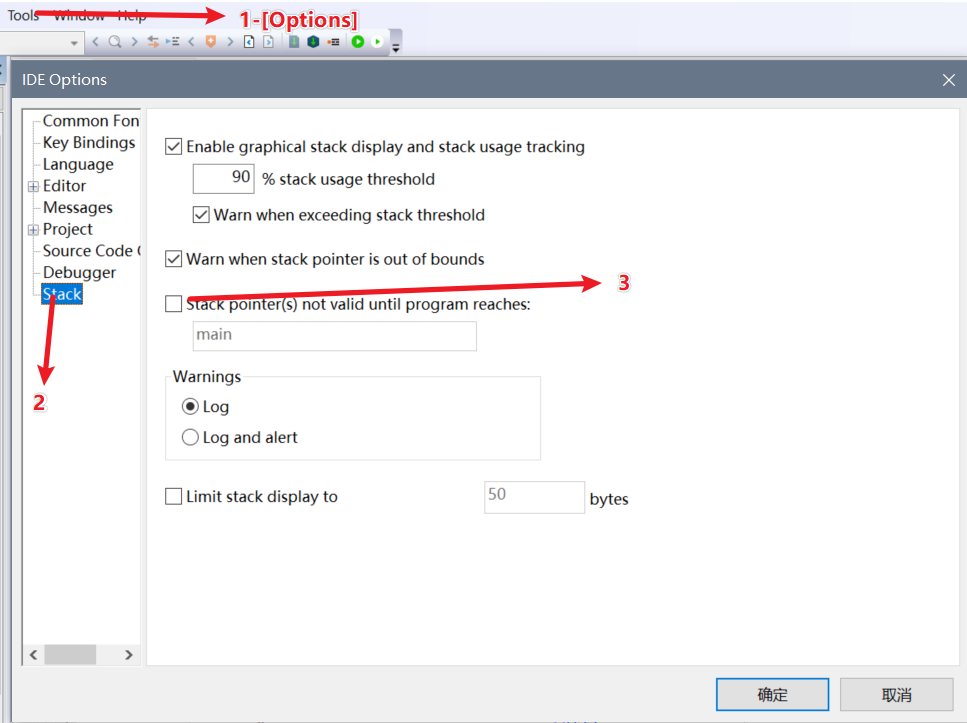 Tools Window Help
1-[Options]
IDE Options
Common Fon
Key Bindings
Language
Editor
Messages
Project
Source Code
Debugger
Stack
2
Enable graphical stack display and stack usage tracking
90 % stack usage threshold
Warn when exceeding stack threshold
Warn when stack pointer is out of bounds
3
Stack pointer(s) not valid until program reaches:
main
Warnings
Log
Log and alert
Limit stack display to 50 bytes
确定 取消